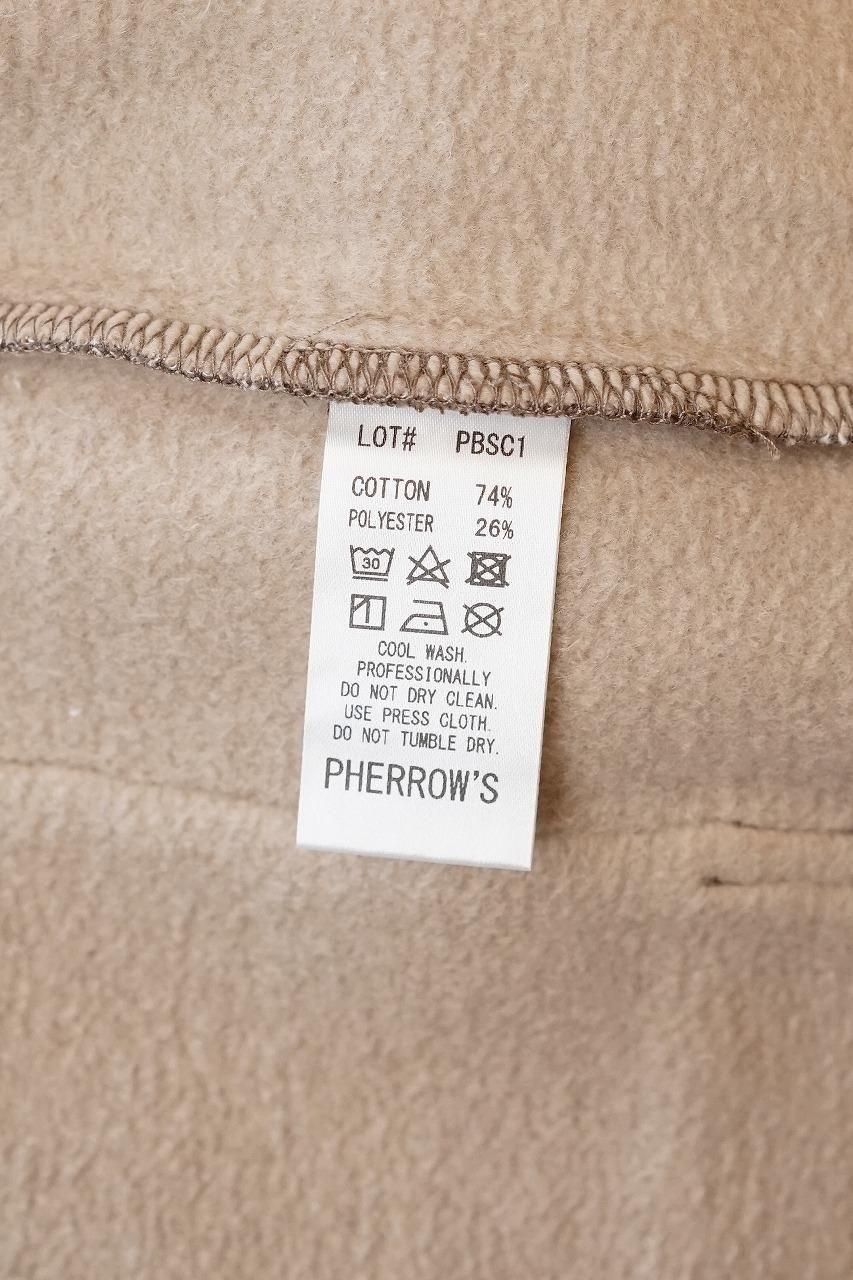 LOT# PBSC1
COTTON 74%
POLYESTER 26%
30
COOL WASH.
PROFESSIONALLY
DO NOT DRY CLEAN.
USE PRESS CLOTH.
DO NOT TUMBLE DRY.
PHERROW'S